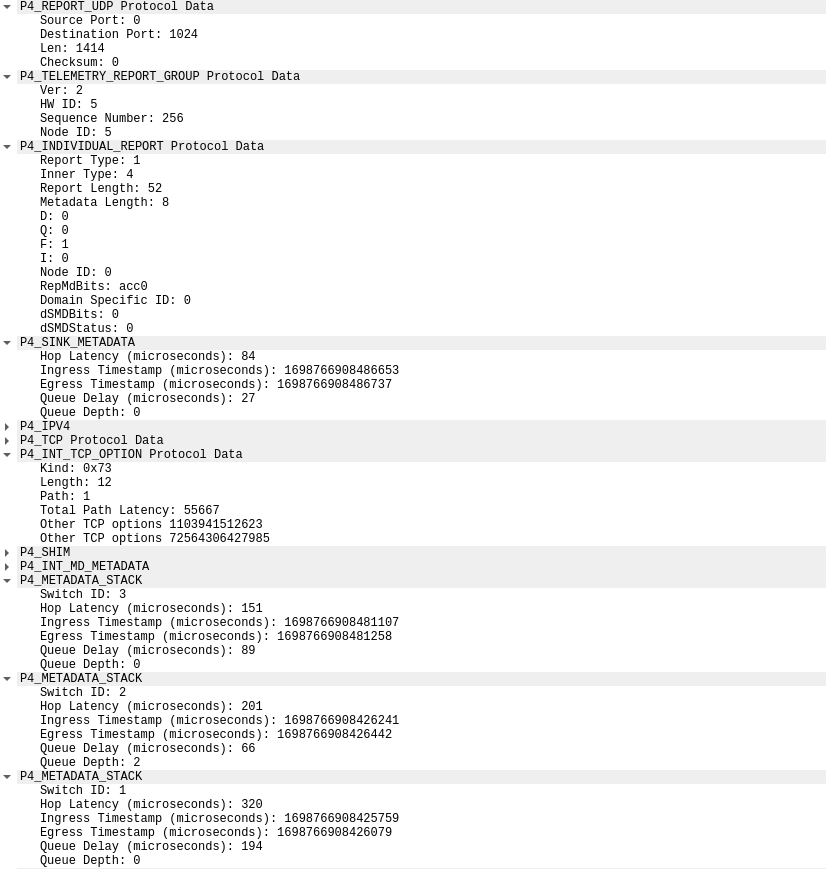 P4_REPORT_UDP Protocol Data
Source Port: 0
Destination Port: 1024
Len: 1414
Checksum: 0
P4_TELEMETRY_REPORT_GROUP Protocol Data
Ver: 2
HW ID: 5
Sequence Number: 256
Node ID: 5
P4_INDIVIDUAL_REPORT Protocol Data
Report Type: 1
Inner Type: 4
Report Length: 52
Metadata Length: 8
D: 0
Q: 0
F: 1
I: 0
Node ID: 0
RepMdBits: acc0
Domain Specific ID: 0
dSMDBits: 0
dSMDStatus: 0
P4_SINK_METADATA
Hop Latency (microseconds): 84
Ingress Timestamp (microseconds): 1698766908486653
Egress Timestamp (microseconds): 1698766908486737
Queue Delay (microseconds): 27
Queue Depth: 0
P4_IPV4
P4_TCP Protocol Data
P4_INT_TCP_OPTION Protocol Data
Kind: 0x73
Length: 12
Path: 1
Total Path Latency: 55667
Other TCP options 1103941512623
Other TCP options 72564306427985
P4_SHIM
P4_INT_MD_METADATA
P4_METADATA_STACK
Switch ID: 3
Hop Latency (microseconds): 151
Ingress Timestamp (microseconds): 1698766908481107
Egress Timestamp (microseconds): 1698766908481258
Queue Delay (microseconds): 89
Queue Depth: 0
P4_METADATA_STACK
Switch ID: 2
Hop Latency (microseconds): 201
Ingress Timestamp (microseconds): 1698766908426241
Egress Timestamp (microseconds): 1698766908426442
Queue Delay (microseconds): 66
Queue Depth: 2
P4_METADATA_STACK
Switch ID: 1
Hop Latency (microseconds): 320
Ingress Timestamp (microseconds): 1698766908425759
Egress Timestamp (microseconds): 1698766908426079
Queue Delay (microseconds): 194
Queue Depth: 0